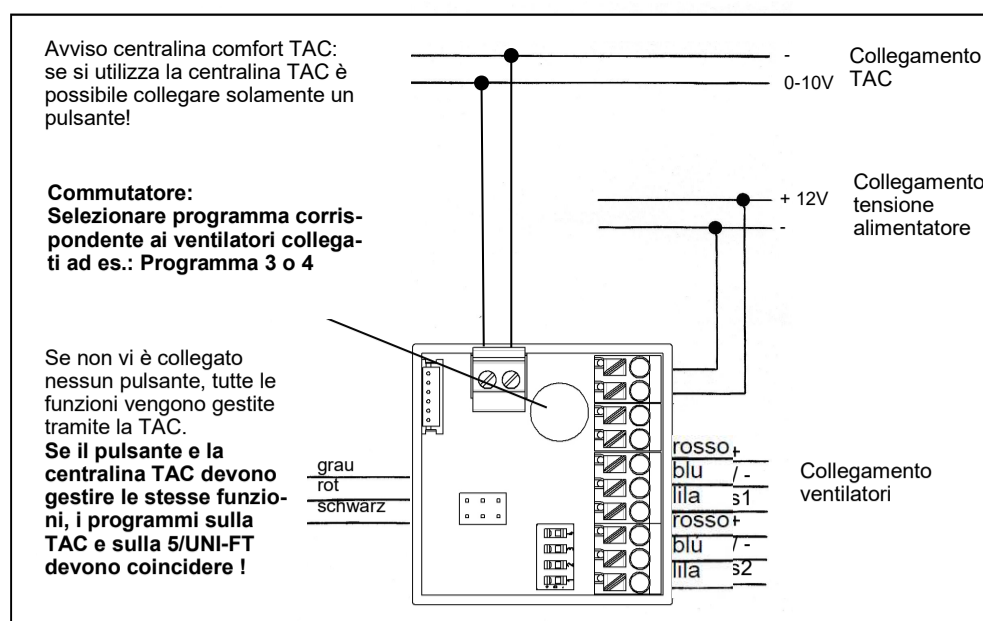 Avviso centralina comfort TAC:
se si utilizza la centralina TAC è
possibile collegare solamente un
pulsante!
-
0-10V
Collegamento
TAC
Commutatore:
Selezionare programma corris-
pondente ai ventilatori collega-
ti ad es.: Programma 3 o 4
+ 12V
-
Collegamento
tensione
alimentatore
Se non vi è collegato
nessun pulsante, tutte le
funzioni vengono gestite
tramite la TAC.
Se il pulsante e la
centralina TAC devono
gestire le stesse funzio-
ni, i programmi sulla
TAC e sulla 5/UNI-FT
devono coincidere !
grau
rot
schwarz
rosso +
blu / -
lila s1
rosso +
blu / -
lila s2
Collegamento
ventilatori